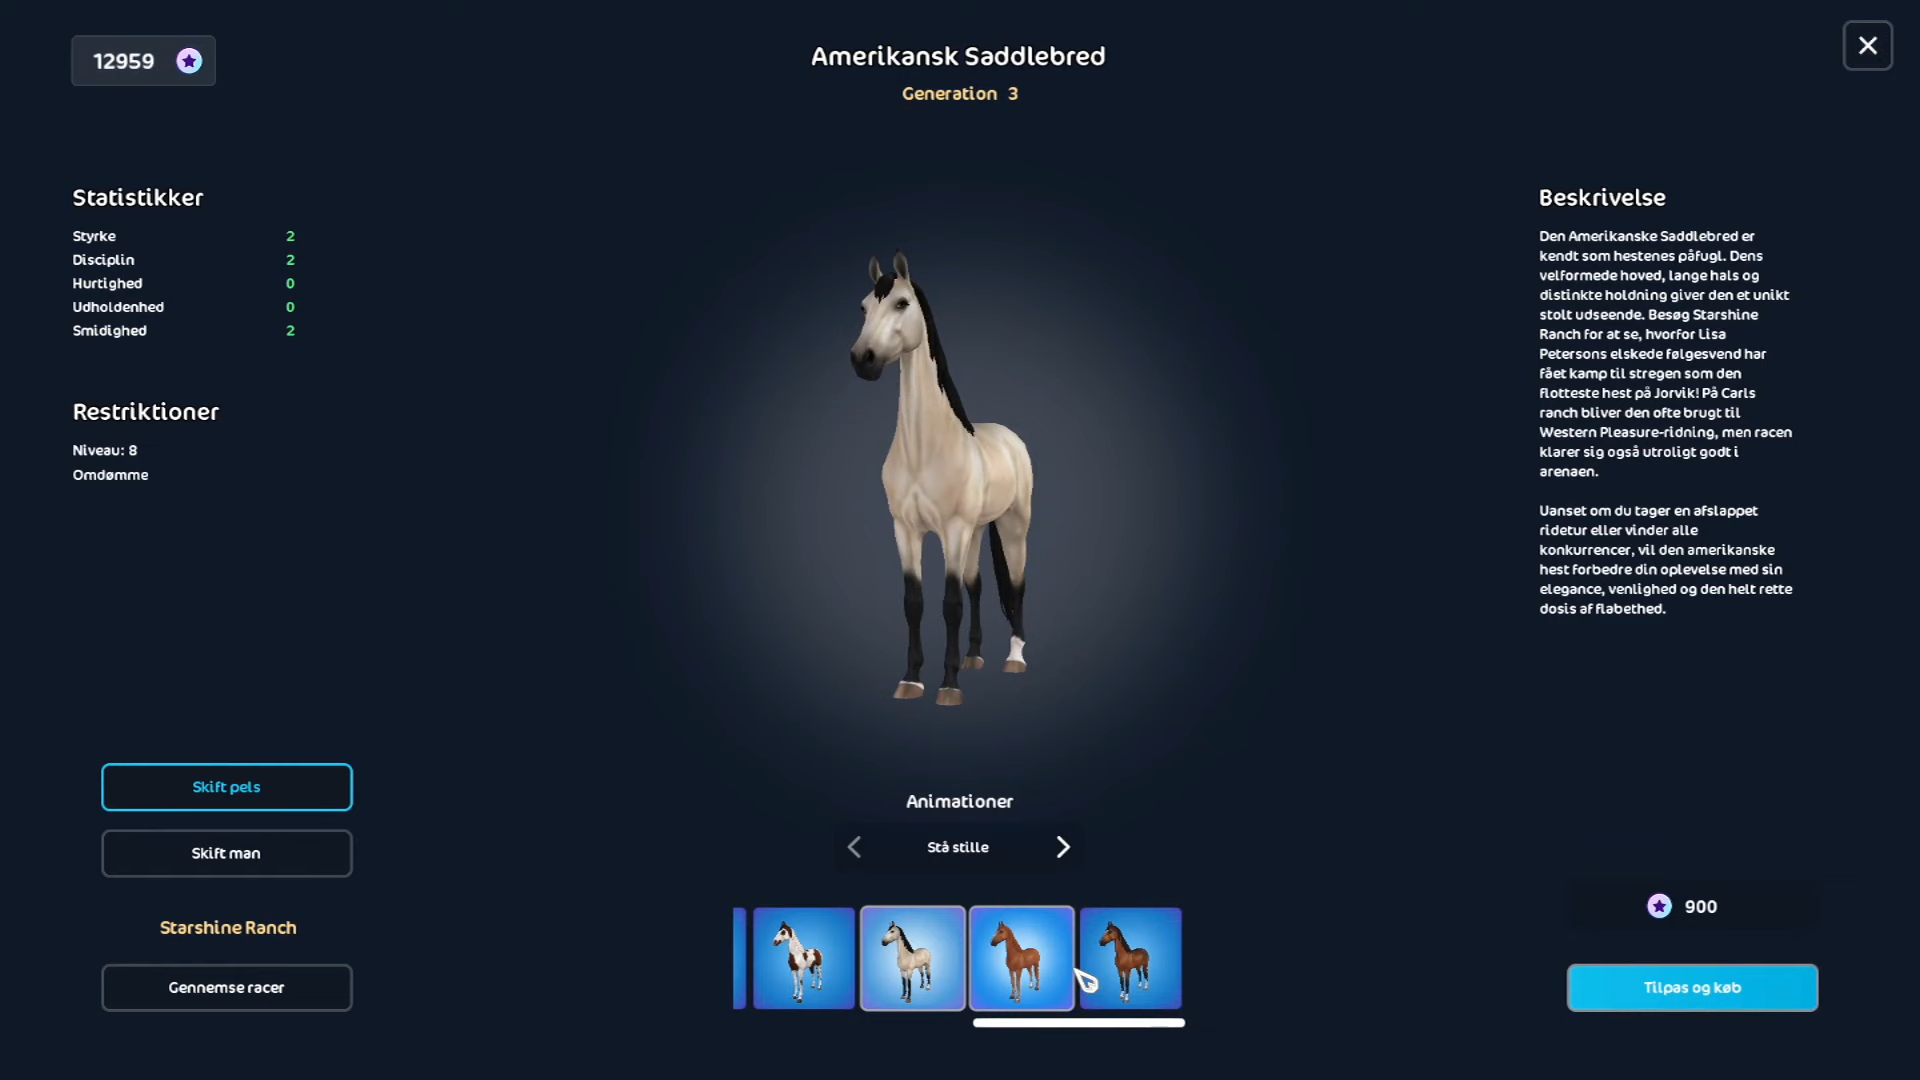 12959
Amerikansk Saddlebred
Generation 3
Statistikker
Styrke 2
Disciplin 2
Hurtighed 0
Udholdenhed 0
Smidighed 2
Restriktioner
Niveau: 8
Omdømme
Beskrivelse
Den Amerikanske Saddlebred er
kendt som hestenes påfugl. Dens
velformede hoved, lange hals og
distinkte holdning giver den et unikt
stolt udseende. Besøg Starshine
Ranch for at se, hvorfor Lisa
Petersons elskede følgesvend har
fået kamp til stregen som den
flotteste hest på Jorvik! På Carls
ranch bliver den ofte brugt til
Western Pleasure-ridning, men racen
klarer sig også utroligt godt i
arenaen.
Uanset om du tager en afslappet
ridetur eller vinder alle
konkurrencer, vil den amerikanske
hest forbedre din oplevelse med sin
elegance, venlighed og den helt rette
dosis af flabethed.
Skift pels
Skift man
Starshine Ranch
Gennemse racer
Animationer
Stå stille
900
Tilpas og køb